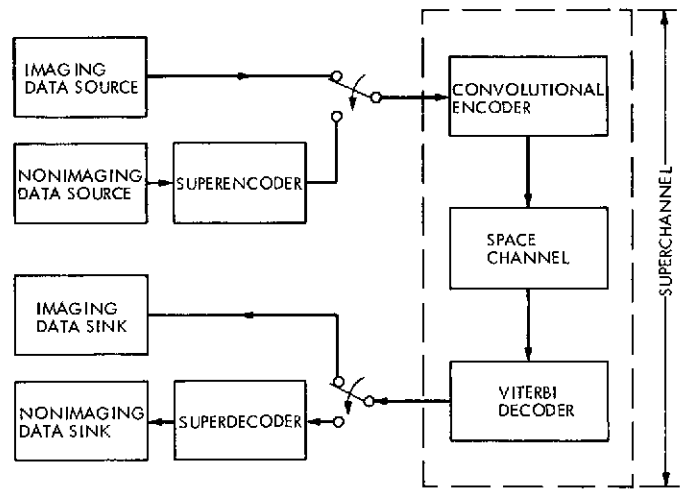 IMAGING
DATA SOURCE
NONIMAGING
DATA SOURCE
SUPERENCODER
CONVOLUTIONAL
ENCODER
SPACE
CHANNEL
VITERBI
DECODER
SUPERCHANNEL
IMAGING
DATA SINK
NONIMAGING
DATA SINK
SUPERDECODER